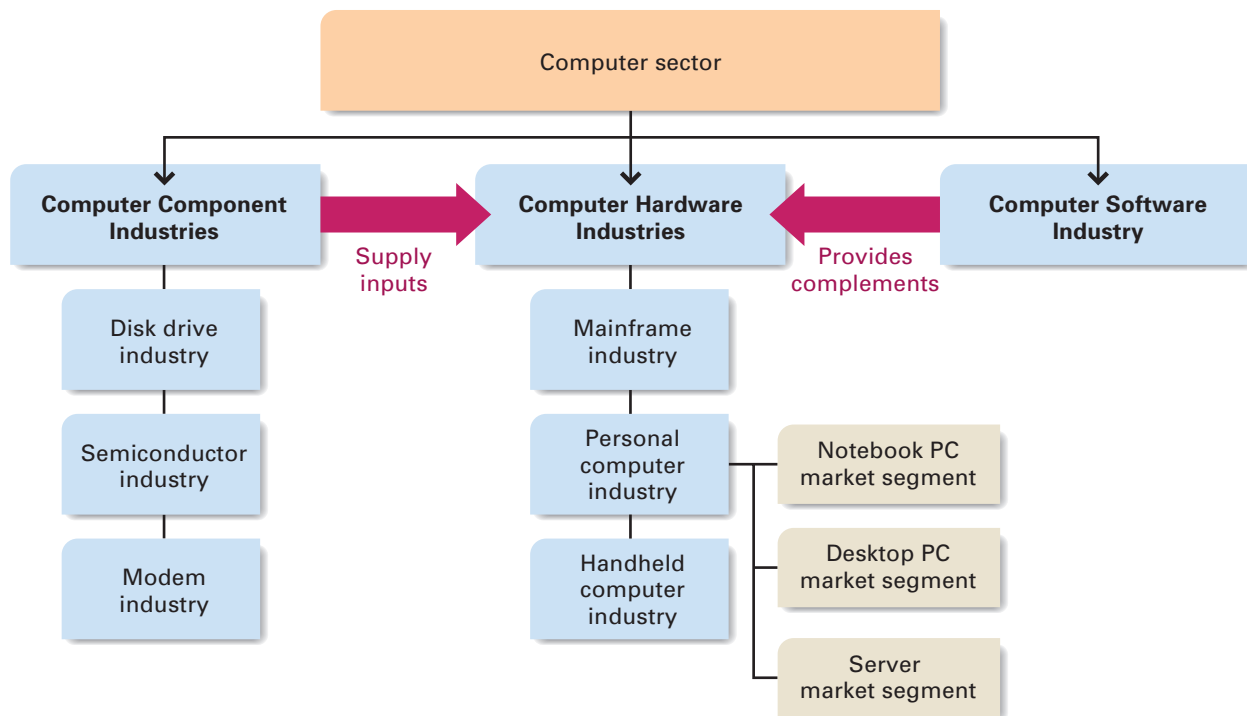 Computer sector
Computer Component
Industries
Supply
inputs
Computer Hardware
Industries
Provides
complements
Computer Software
Industry
Disk drive
industry
Semiconductor
industry
Modem
industry
Mainframe
industry
Personal
computer
industry
Handheld
computer
industry
Notebook PC
market segment
Desktop PC
market segment
Server
market segment